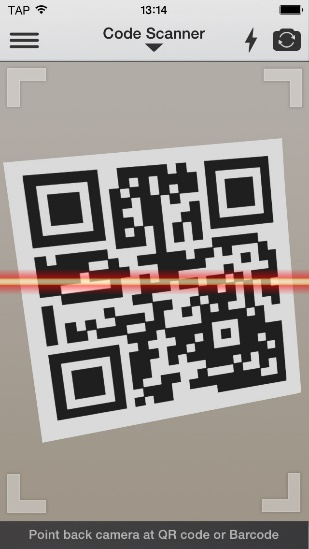 TAP 13:14
Code Scanner
Point back camera at QR code or Barcode